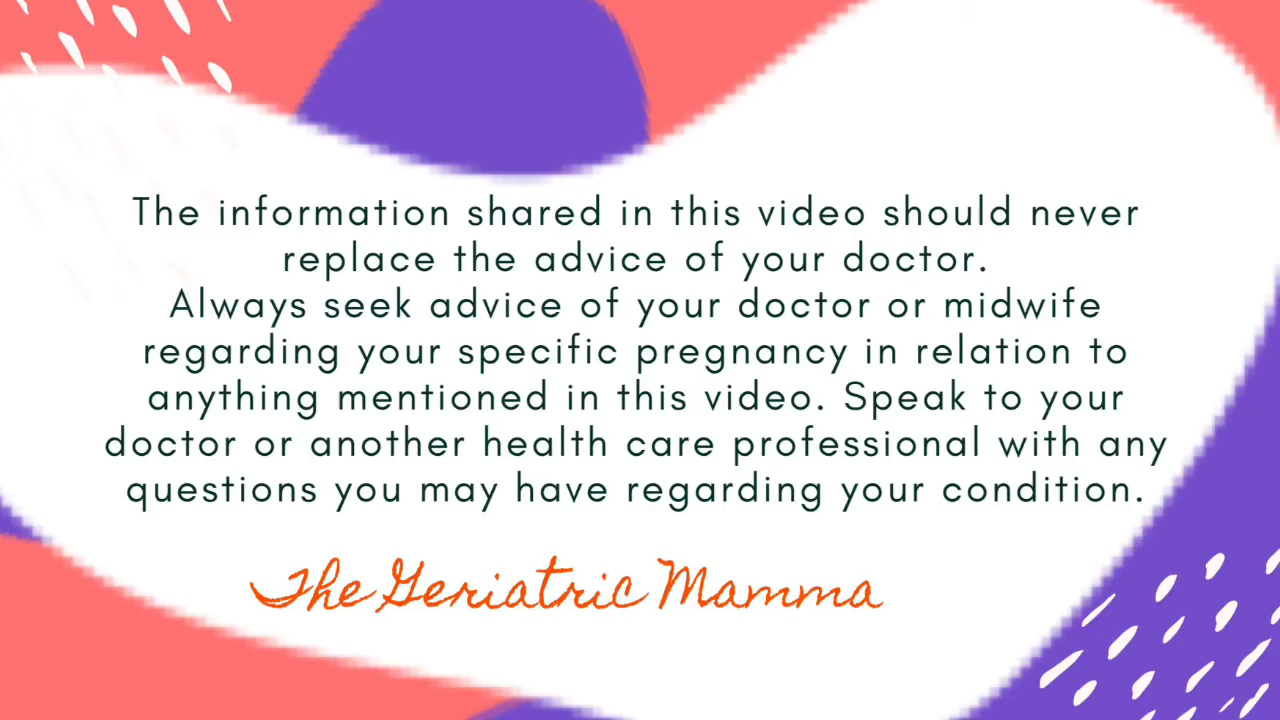 The information shared in this video should never
replace the advice of your doctor.
Always seek advice of your doctor or midwife
regarding your specific pregnancy in relation to
anything mentioned in this video. Speak to your
doctor or another health care professional with any
questions you may have regarding your condition.
The Geriatric Mamma